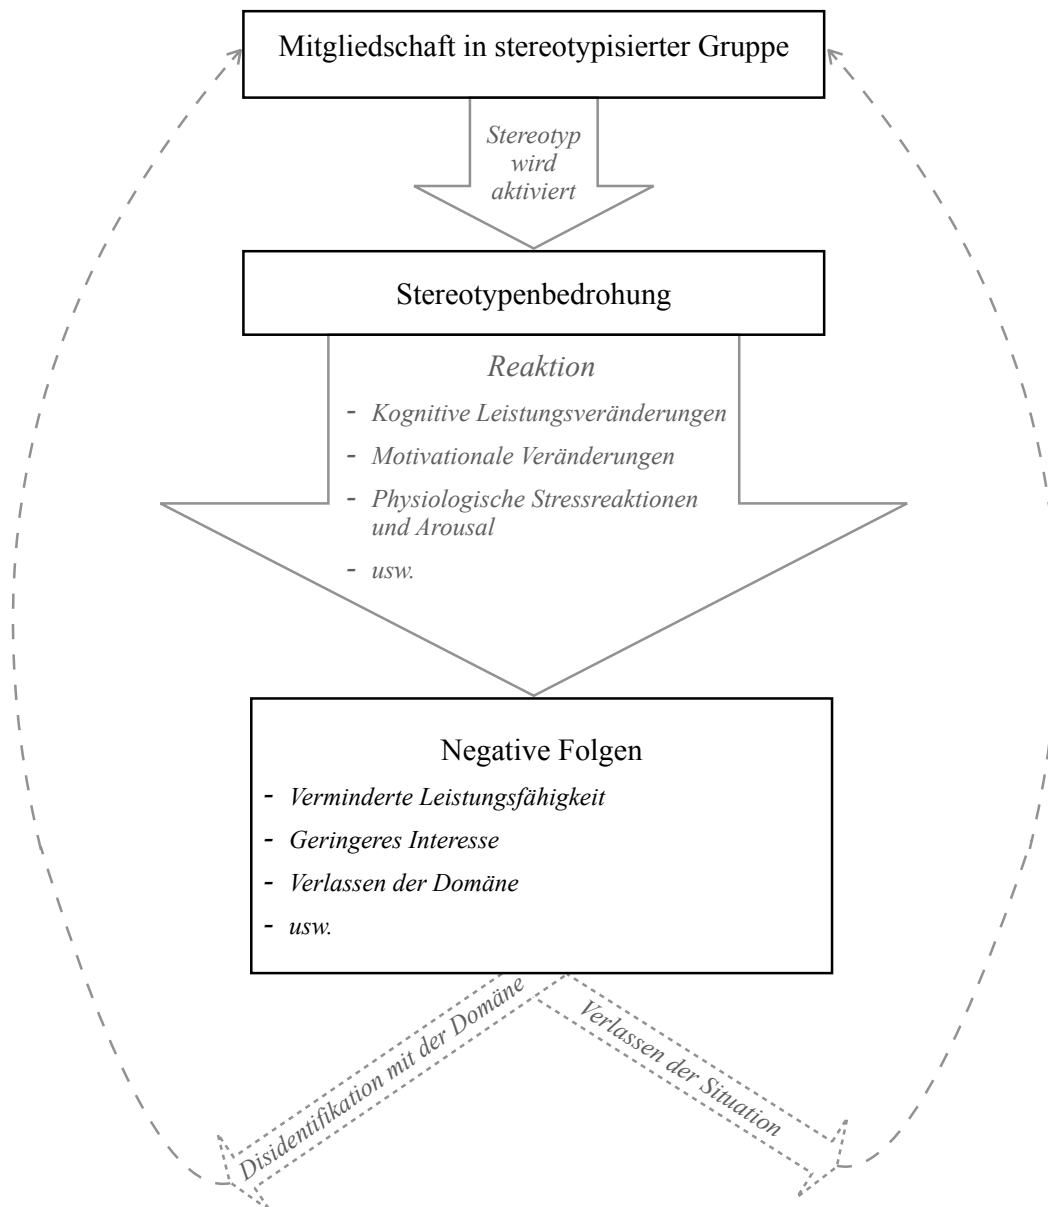 Mitgliedschaft in stereotypisierter Gruppe
Stereotyp
wird
aktiviert
Stereotypenbedrohung
Reaktion
- Kognitive Leistungsveränderungen
- Motivationale Veränderungen
- Physiologische Stressreaktionen
und Arousal
- usw.
Negative Folgen
- Verminderte Leistungsfähigkeit
- Geringeres Interesse
- Verlassen der Domäne
- usw.
Disidentifikation mit der Domäne
Verlassen der Situation